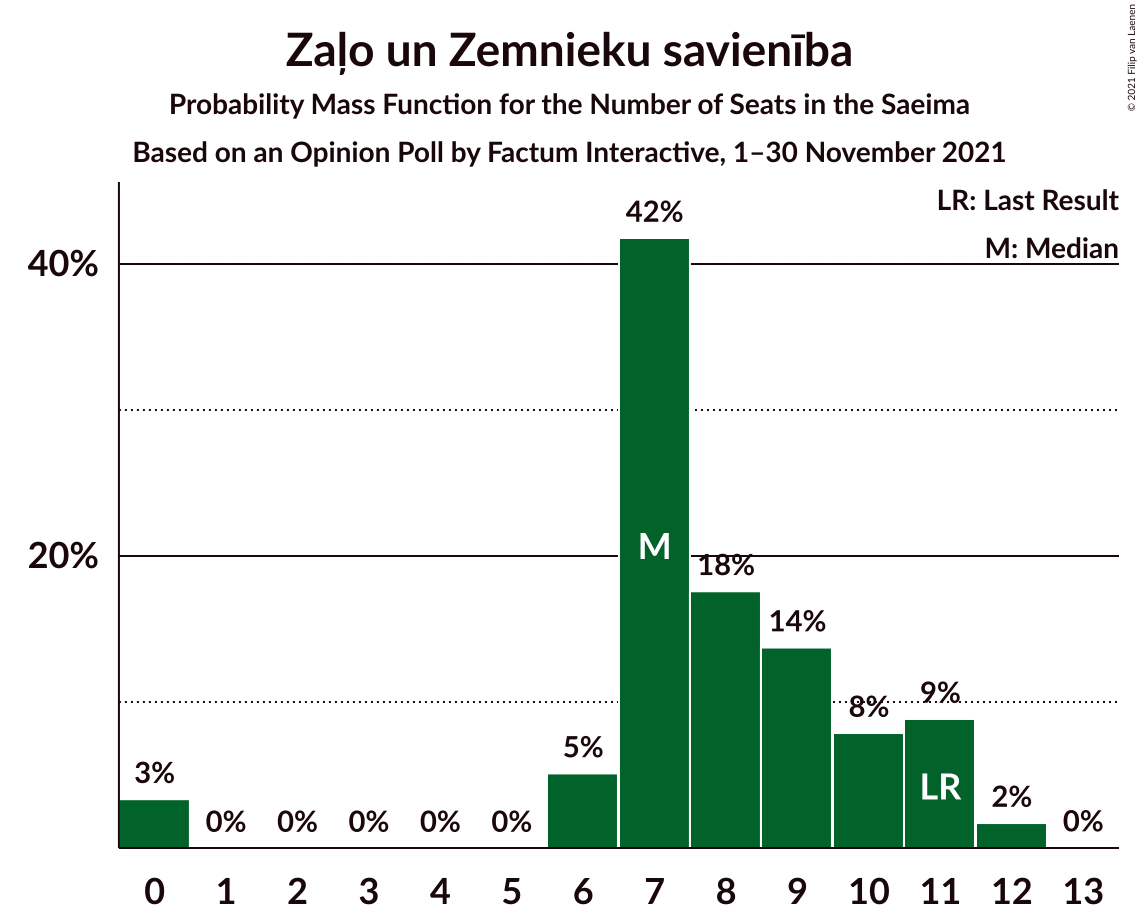 Zaļo un Zemnieku savienība
Probability Mass Function for the Number of Seats in the Saeima
Based on an Opinion Poll by Factum Interactive, 1–30 November 2021
© 2021 Filip van Laenen
LR: Last Result
M: Median
40%
20%
3%
0%
0%
0%
0%
0%
5%
42%
M
18%
14%
8%
9%
LR
2%
0%
0 1 2 3 4 5 6 7 8 9 10 11 12 13